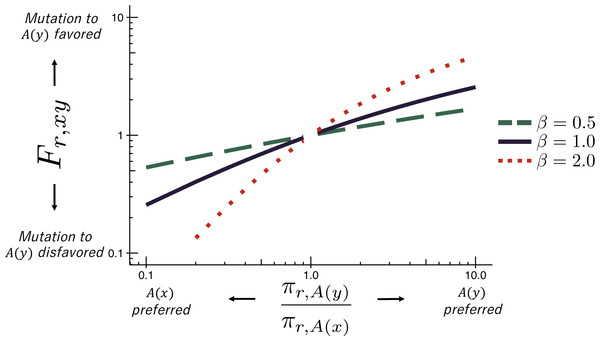 Mutation to
A(y) favored
F_{r,xy}
Mutation to
A(y) disfavored
10
1
0.1
0.1
1.0
10.0
A(x)
preferred
π_{r,A(y)}
π_{r,A(x)}
A(y)
preferred
β = 0.5
β = 1.0
β = 2.0